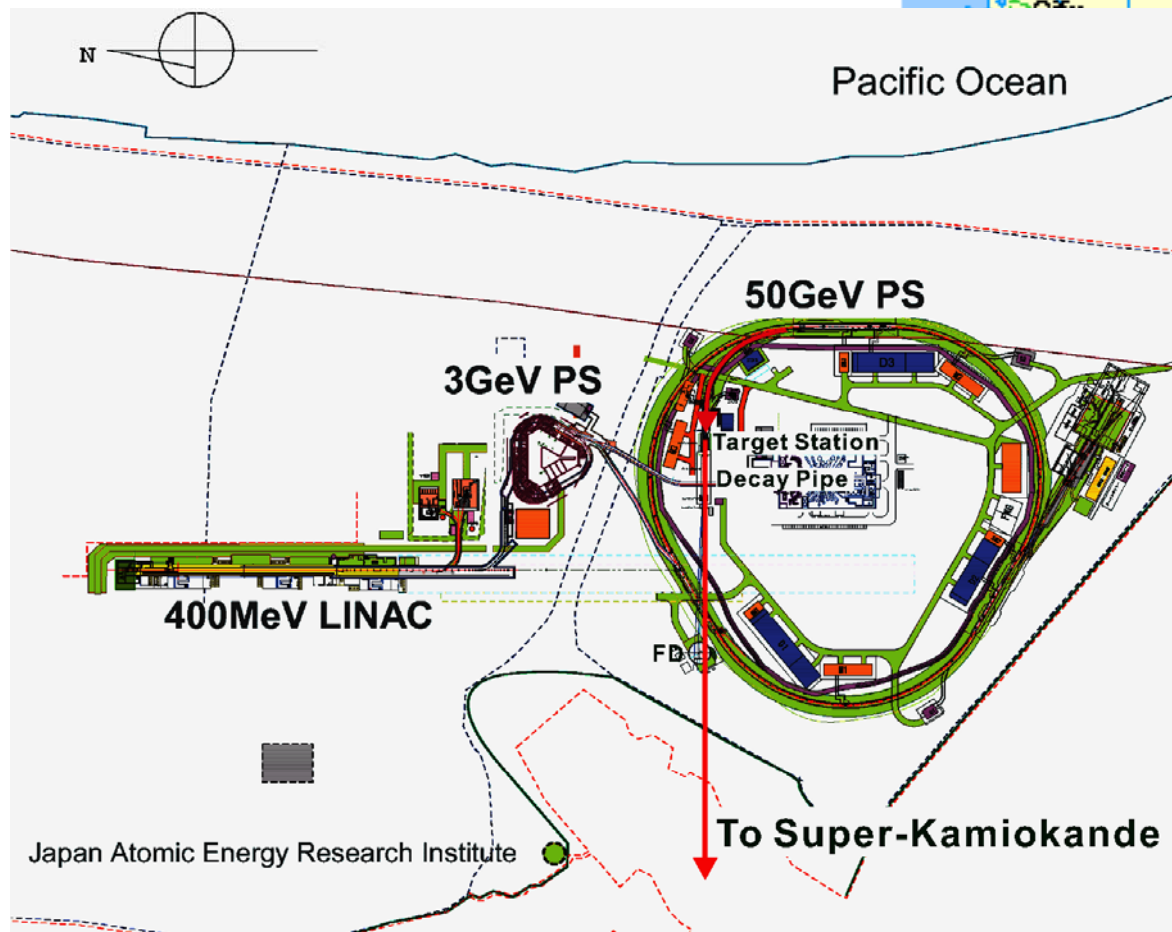 N
Pacific Ocean
50GeV PS
3GeV PS
D3
Target Station
Decay Pipe
400MeV LINAC
FD
To Super-Kamiokande
Japan Atomic Energy Research Institute